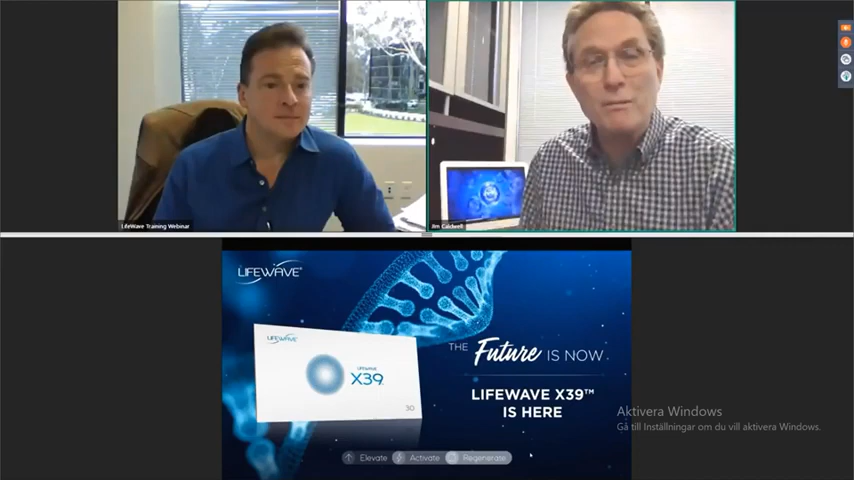 LifeWave Training Webinar
Jim Caldwell
LIFEWAVE®
LIFEWAVE
LIFEWAVE
X39
30
THE Future IS NOW
LIFEWAVE X39™
IS HERE
Aktivera Windows
Gå till Inställningar om du vill aktivera Windows.
Elevate Activate Regenerate